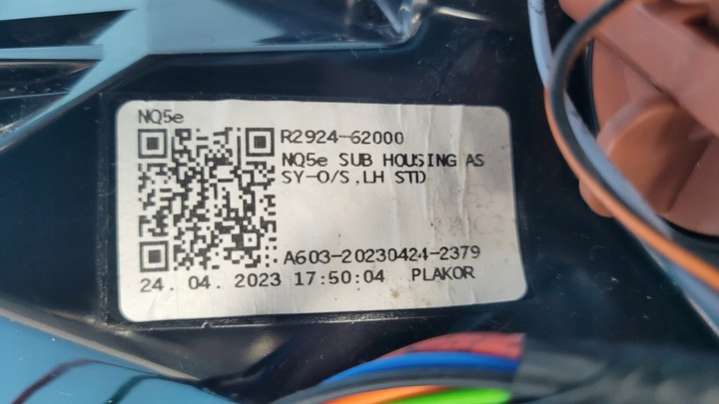 NQ5e
R2924-62000
NQ5e SUB HOUSING AS
SY-O/S,LH STD
A603-20230424-2379
24. 04. 2023 17:50:04 PLAKOR